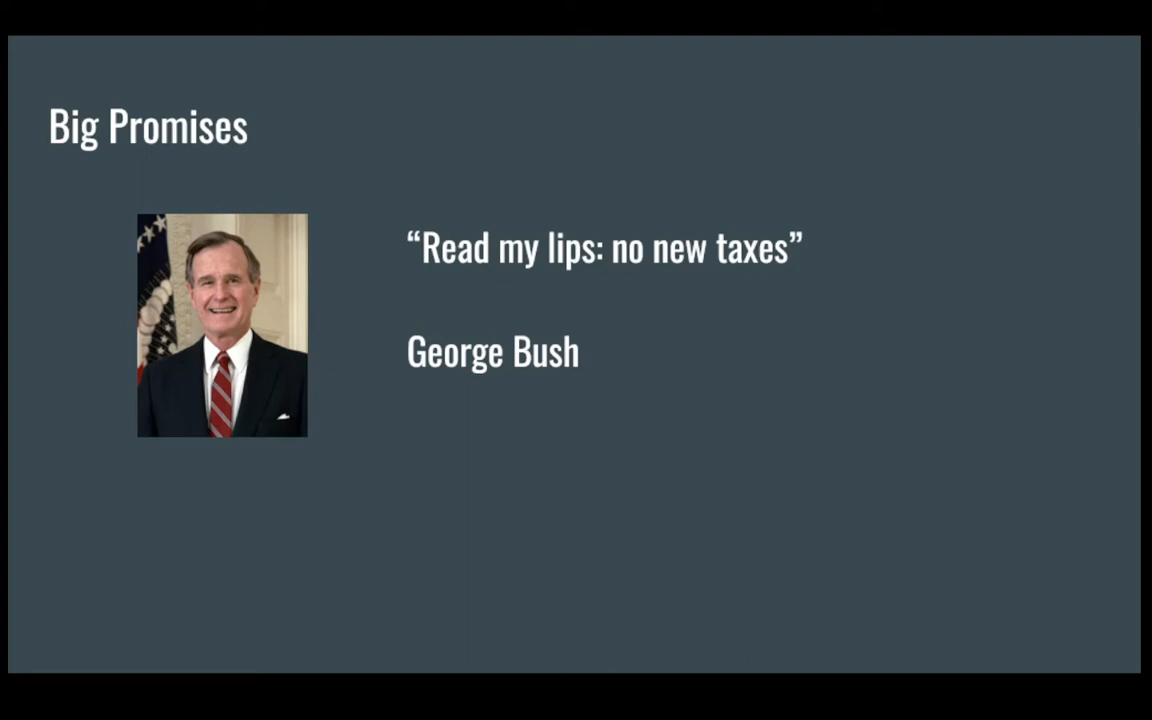 Big Promises
“Read my lips: no new taxes”
George Bush